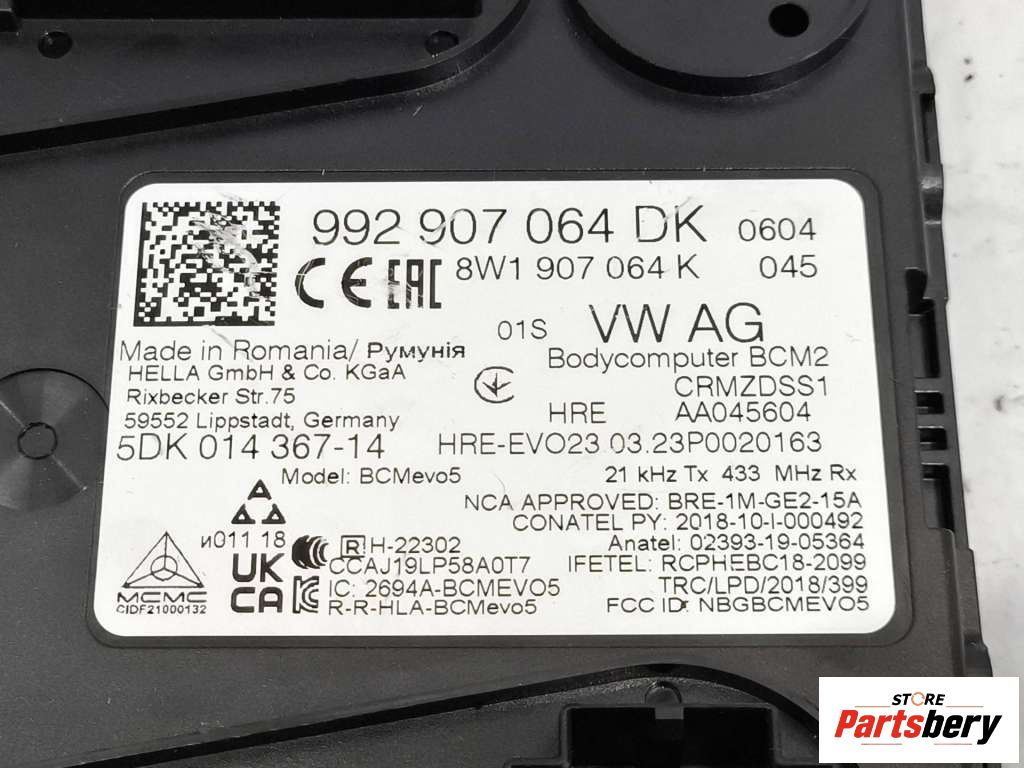 992 907 064 DK 0604
CE EAC 8W1 907 064 K 045
01S VW AG
Made in Romania/ Румунія
Bodycomputer BCM2
HELLA GmbH & Co. KGaA
CRMZDSS1
Rixbecker Str.75
HRE AA045604
59552 Lippstadt, Germany
5DK 014 367-14 HRE-EVO23 03.23P0020163
Model: BCMevo5 21 kHz Tx 433 MHz Rx
NCA APPROVED: BRE-1M-GE2-15A
CONATEL PY: 2018-10-I-000492
и011 18
R H-22302 Anatel: 02393-19-05364
UK CA
CCAJ19LP58A0T7 IFETEL: RCPHEBC18-2099
MCMC IC: 2694A-BCMEVO5 TRC/LPD/2018/399
CIDF21000132 R-R-HLA-BCMevo5 FCC ID: NBGBCMEVO5
STORE
Partsbery